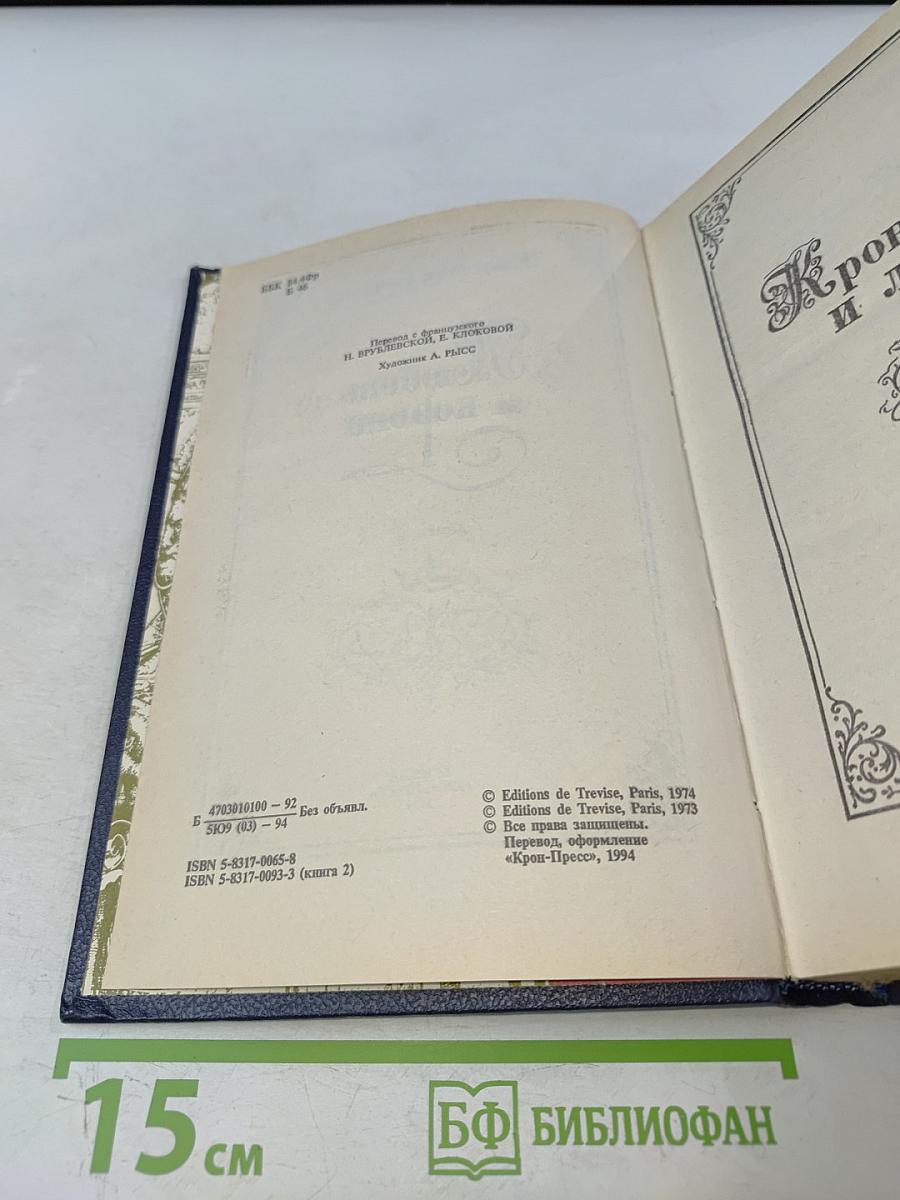 ББК 84.4Фр
Б 46
Перевод с французского
Н. ВРУБЛЕВСКОЙ, Е. КЛОКОВОЙ
Художник А. РЫСС
Б 4703010100 – 92
5Ю9 (03) – 94
Без объявл.
ISBN 5-8317-0065-8
ISBN 5-8317-0093-3 (книга 2)
© Editions de Trevise, Paris, 1974
© Editions de Trevise, Paris, 1973
© Все права защищены.
Перевод, оформление
«Крон-Пресс», 1994
Кров
и л
15 см
БФ БИБЛИОФАН